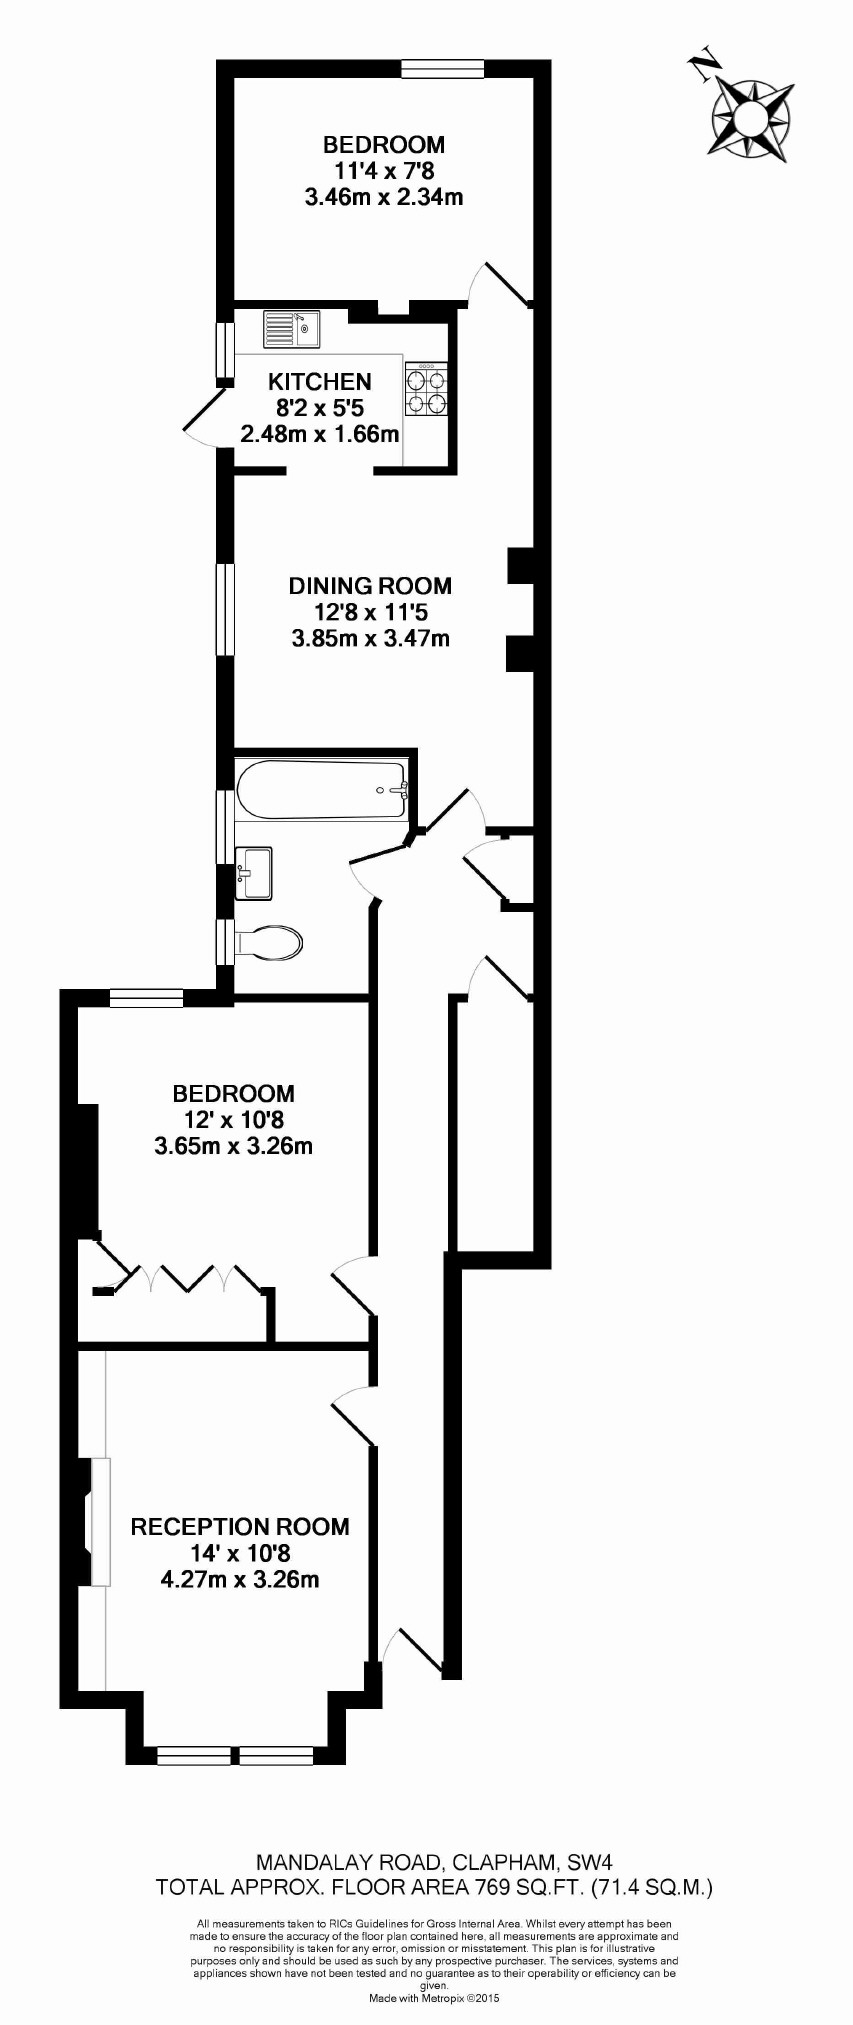 N
BEDROOM
11'4 x 7'8
3.46m x 2.34m
KITCHEN
8'2 x 5'5
2.48m x 1.66m
DINING ROOM
12'8 x 11'5
3.85m x 3.47m
BEDROOM
12' x 10'8
3.65m x 3.26m
RECEPTION ROOM
14' x 10'8
4.27m x 3.26m
MANDALAY ROAD, CLAPHAM, SW4
TOTAL APPROX. FLOOR AREA 769 SQ.FT. (71.4 SQ.M.)
All measurements taken to RICs Guidelines for Gross Internal Area. Whilst every attempt has been
made to ensure the accuracy of the floor plan contained here, all measurements are approximate and
no responsibility is taken for any error, omission or misstatement. This plan is for illustrative
purposes only and should be used as such by any prospective purchaser. The services, systems and
appliances shown have not been tested and no guarantee as to their operability or efficiency can be
given.
Made with Metropix ©2015